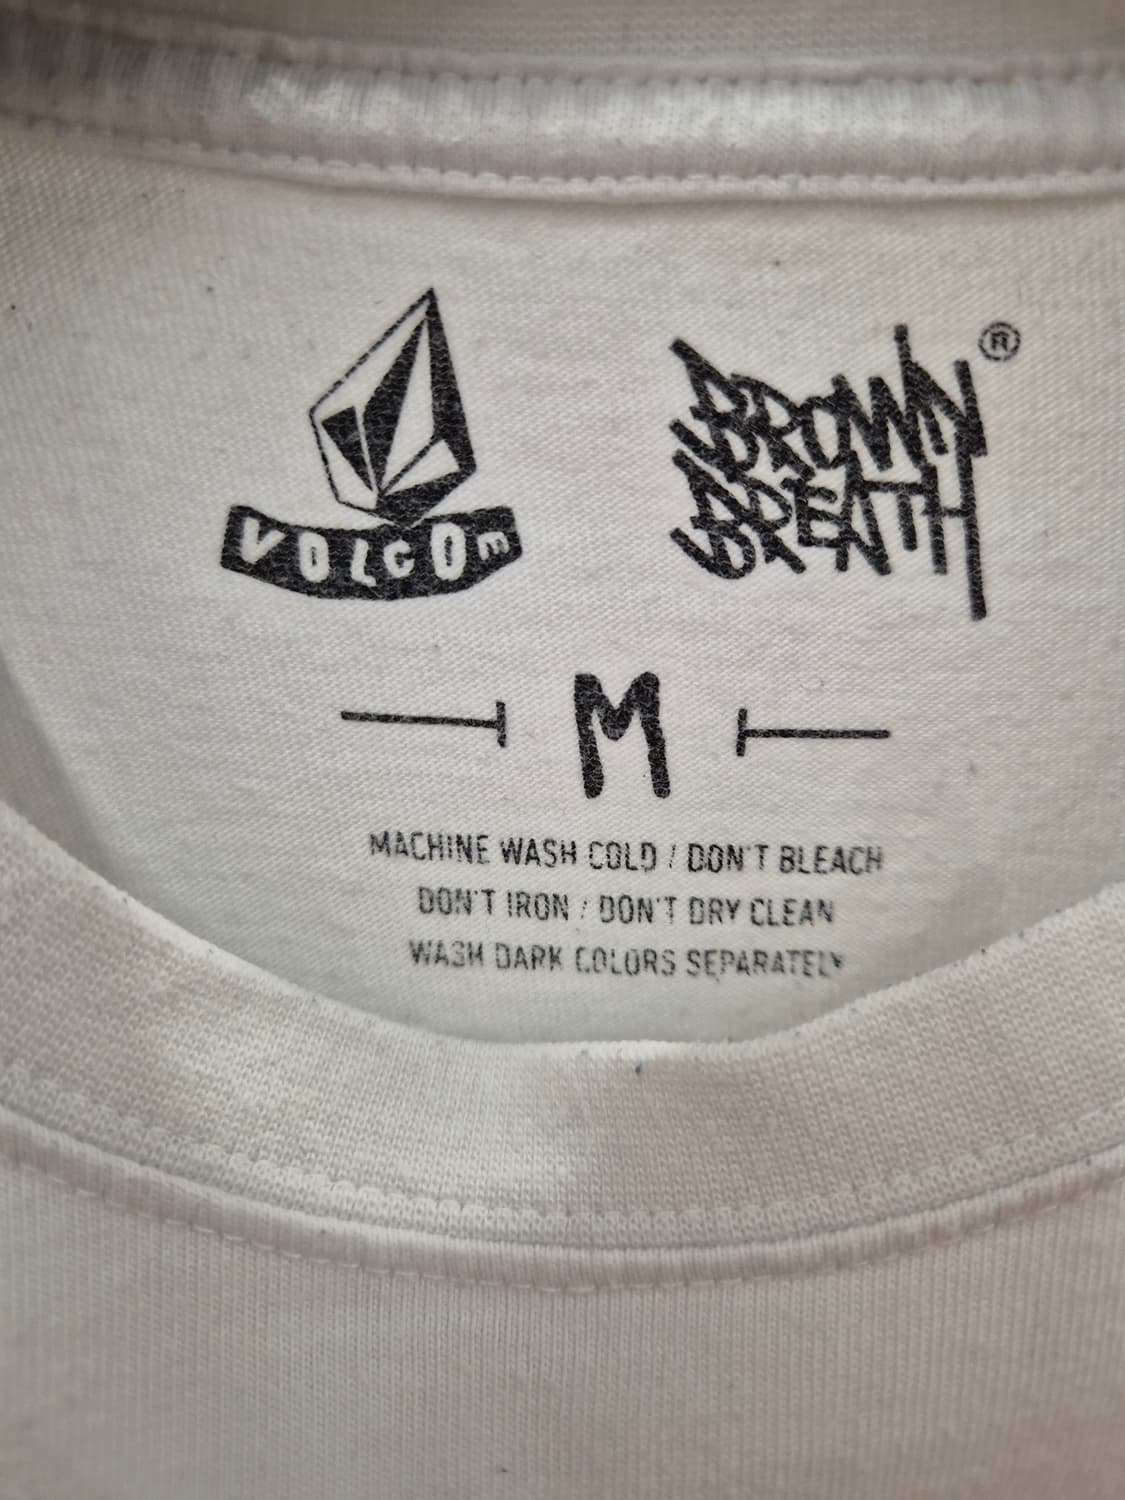 VOLCOm
BROWN
BREATH
®
M
MACHINE WASH COLD / DON'T BLEACH
DON'T IRON / DON'T DRY CLEAN
WASH DARK COLORS SEPARATELY